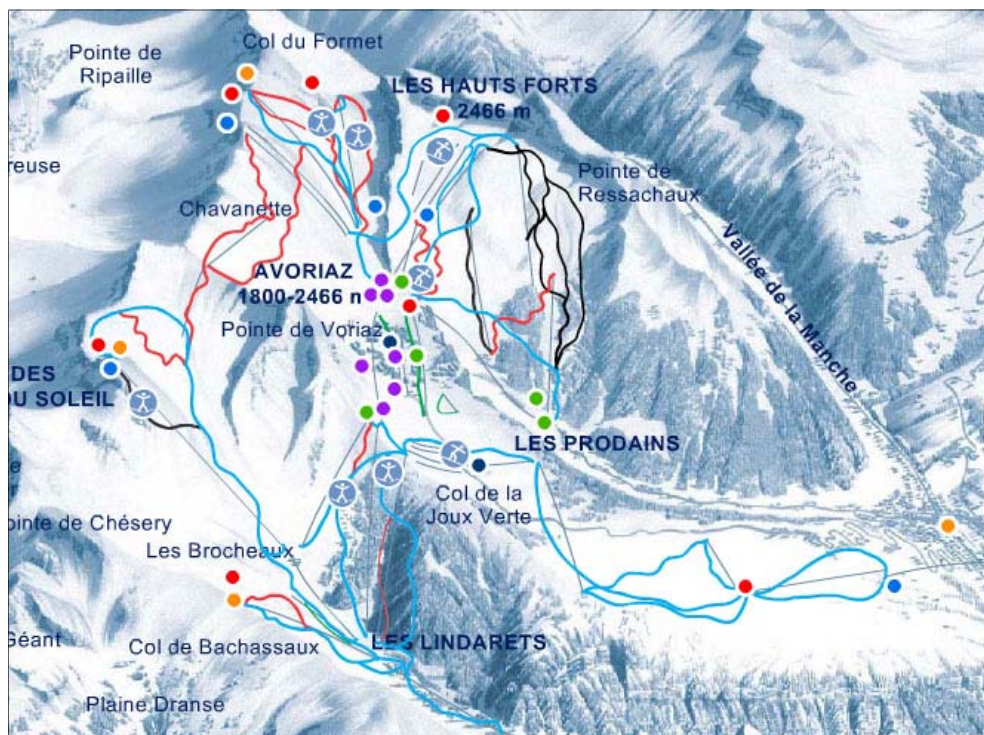 Col du Formet
Pointe de
Ripaille
LES HAUTS FORTS
2466 m
reuse
Pointe de
Ressachaux
Chavanette
Vallée de la Manche
AVORIAZ
1800-2466 n
Pointe de Voriaz
DES
DU SOLEIL
LES PRODAINS
Col de la
Joux Verte
ointe de Chésery
Les Brocheaux
Géant
Col de Bachassaux
LES LINDARETS
Plaine Dranse